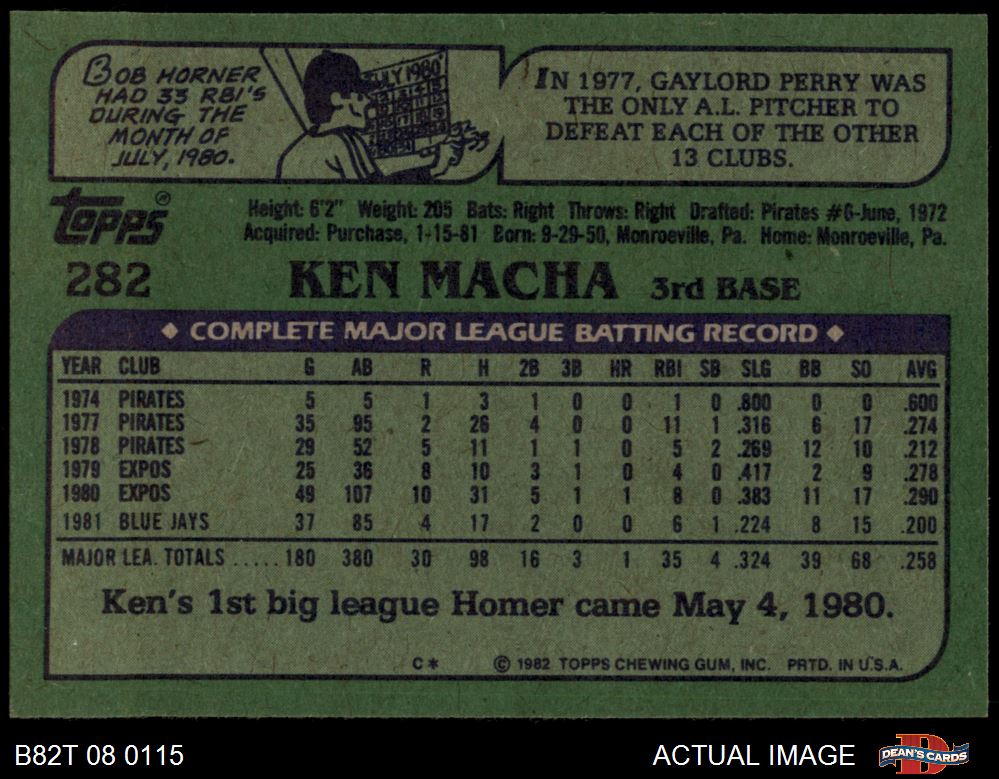 BOB HORNER
HAD 33 RBI'S
DURING THE
MONTH OF
JULY, 1980.
JULY 1980
IN 1977, GAYLORD PERRY WAS
THE ONLY A.L. PITCHER TO
DEFEAT EACH OF THE OTHER
13 CLUBS.
Topps®
Height: 6'2" Weight: 205 Bats: Right Throws: Right Drafted: Pirates #6-June, 1972
Acquired: Purchase, 1-15-81 Born: 9-29-50, Monroeville, Pa. Home: Monroeville, Pa.
282 KEN MACHA 3rd BASE
◆ COMPLETE MAJOR LEAGUE BATTING RECORD ◆
YEAR CLUB G AB R H 2B 3B HR RBI SB SLG BB SO AVG
1974 PIRATES 5 5 1 3 1 0 0 1 0 .800 0 0 .600
1977 PIRATES 35 95 2 26 4 0 0 11 1 .316 6 17 .274
1978 PIRATES 29 52 5 11 1 1 0 5 2 .269 12 10 .212
1979 EXPOS 25 36 8 10 3 1 0 4 0 .417 2 9 .278
1980 EXPOS 49 107 10 31 5 1 1 8 0 .383 11 17 .290
1981 BLUE JAYS 37 85 4 17 2 0 0 6 1 .224 8 15 .200
MAJOR LEA. TOTALS ..... 180 380 30 98 16 3 1 35 4 .324 39 68 .258
Ken's 1st big league Homer came May 4, 1980.
C* © 1982 TOPPS CHEWING GUM, INC. PRTD. IN U.S.A.
B82T 08 0115 ACTUAL IMAGE D DEAN'S CARDS